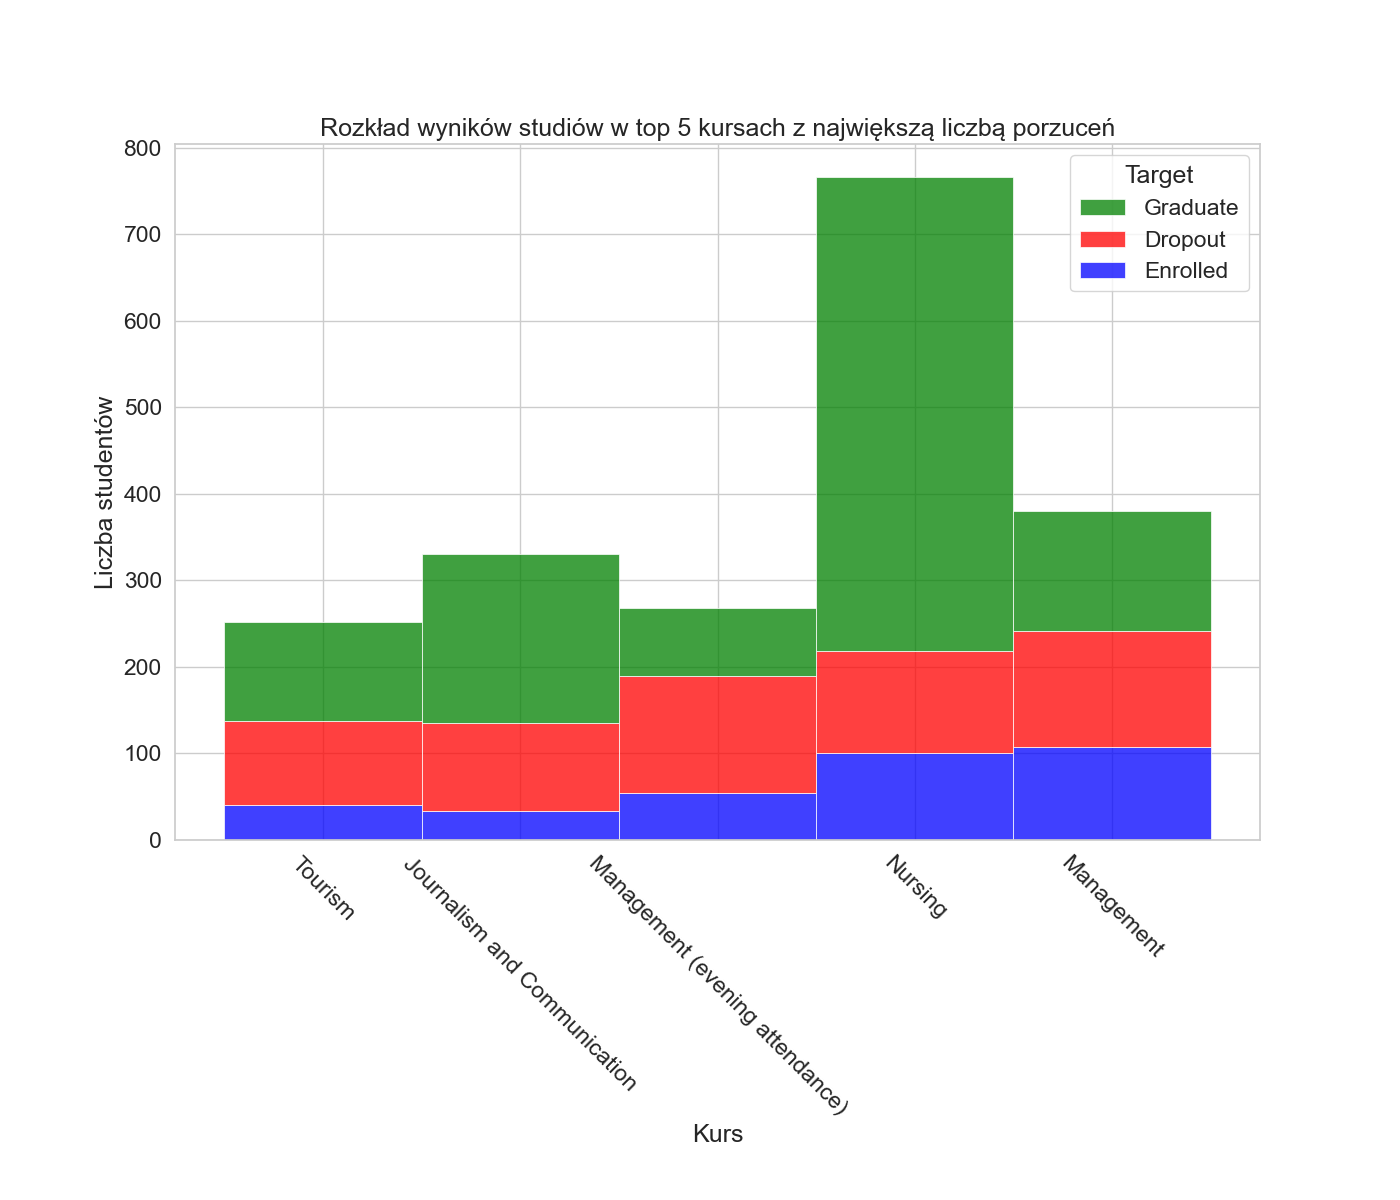 Rozkład wyników studiów w top 5 kursach z największą liczbą porzuceń
Liczba studentów
800
700
600
500
400
300
200
100
0
Target
Graduate
Dropout
Enrolled
Tourism
Journalism and Communication
Management (evening attendance)
Nursing
Management
Kurs